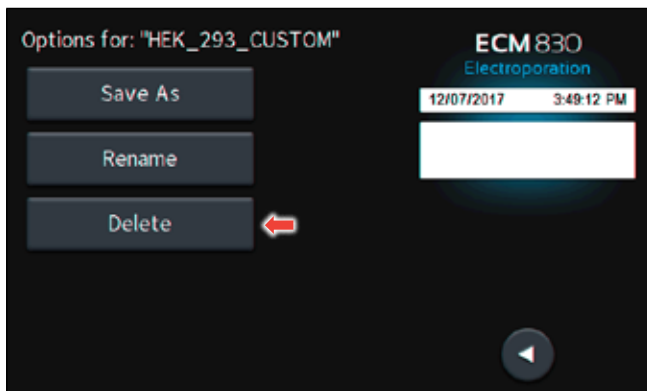 Options for: "HEK_293_CUSTOM"
Save As
Rename
Delete
ECM 830
Electroporation
12/07/2017 3:49:12 PM